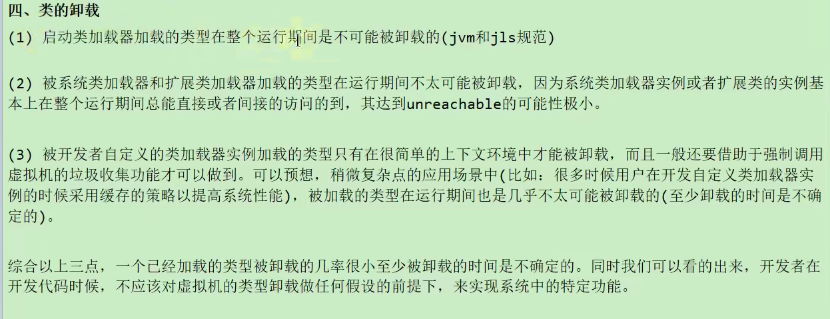 四、类的卸载
(1) 启动类加载器加载的类型在整个运行期间是不可能被卸载的(jvm和jls规范)
(2) 被系统类加载器和扩展类加载器加载的类型在运行期间不太可能被卸载，因为系统类加载器实例或者扩展类的实例基
本上在整个运行期间总能直接或者间接的访问的到，其达到unreachable的可能性极小。
(3) 被开发者自定义的类加载器实例加载的类型只有在很简单的上下文环境中才能被卸载，而且一般还要借助于强制调用
虚拟机的垃圾收集功能才可以做到。可以预想，稍微复杂点的应用场景中(比如：很多时候用户在开发自定义类加载器实
例的时候采用缓存的策略以提高系统性能)，被加载的类型在运行期间也是几乎不太可能被卸载的(至少卸载的时间是不确
定的)。
综合以上三点，一个已经加载的类型被卸载的几率很小至少被卸载的时间是不确定的。同时我们可以看的出来，开发者在
开发代码时候，不应该对虚拟机的类型卸载做任何假设的前提下，来实现系统中的特定功能。